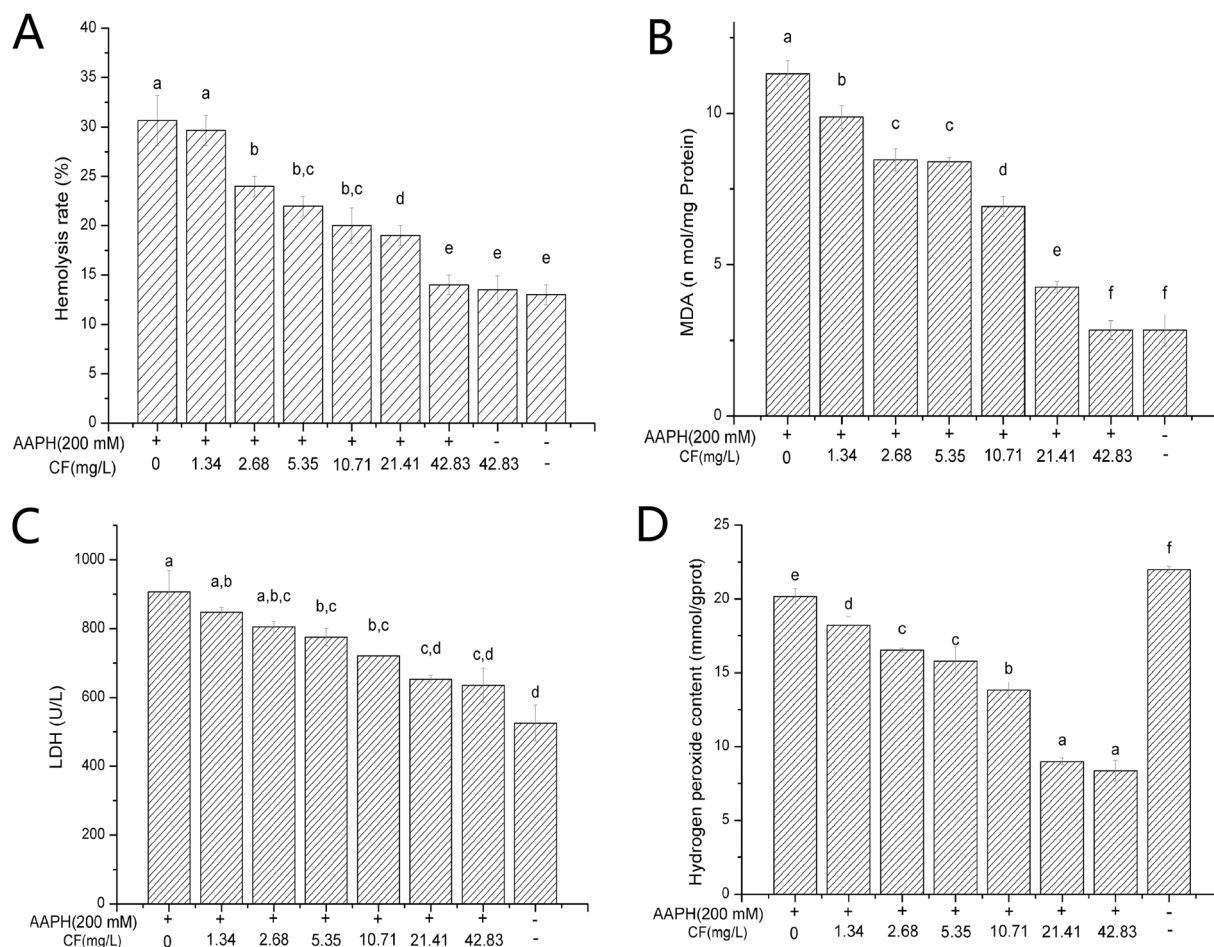 A
Hemolysis rate (%)
40
35
30
25
20
15
10
5
0
a a b b,c b,c d e e e
AAPH(200 mM) + + + + + + + - -
CF(mg/L) 0 1.34 2.68 5.35 10.71 21.41 42.83 42.83 -
B
MDA (n mol/mg Protein)
10
5
0
a b c c d e f f
AAPH(200 mM) + + + + + + + -
CF(mg/L) 0 1.34 2.68 5.35 10.71 21.41 42.83 -
C
LDH (U/L)
1000
800
600
400
200
0
a a,b a,b,c b,c b,c c,d c,d d
AAPH(200 mM) + + + + + + + -
CF(mg/L) 0 1.34 2.68 5.35 10.71 21.41 42.83 -
D
Hydrogen peroxide content (mmol/gprot)
25
20
15
10
5
0
e d c c b a a f
AAPH(200 mM) + + + + + + + -
CF(mg/L) 0 1.34 2.68 5.35 10.71 21.41 42.83 -